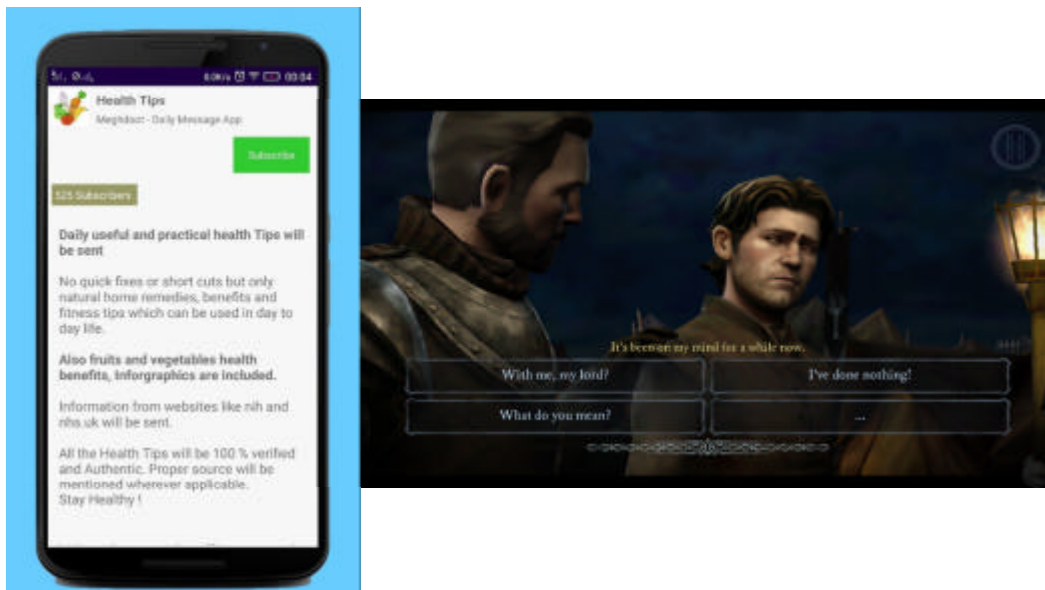 00:04
Health Tips
Meghdoot - Daily Message App
Subscribe
525 Subscribers
Daily useful and practical health Tips will
be sent
No quick fixes or short cuts but only
natural home remedies, benefits and
fitness tips which can be used in day to
day life.
Also fruits and vegetables health
benefits, Inforgraphics are included.
Information from websites like nih and
nhs.uk will be sent.
All the Health Tips will be 100 % verified
and Authentic. Proper source will be
mentioned wherever applicable.
Stay Healthy !
It's been on my mind for a while now.
With me, my lord?
I've done nothing!
What do you mean?
...